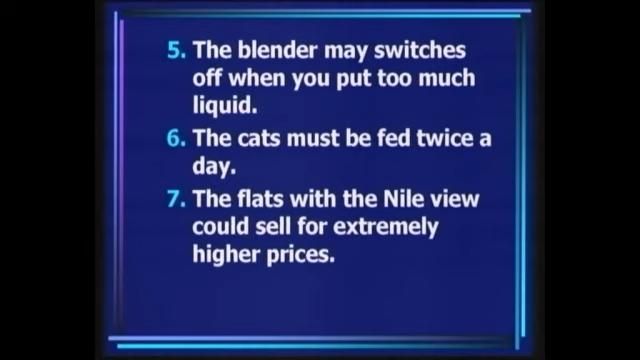 5. The blender may switches
off when you put too much
liquid.
6. The cats must be fed twice a
day.
7. The flats with the Nile view
could sell for extremely
higher prices.